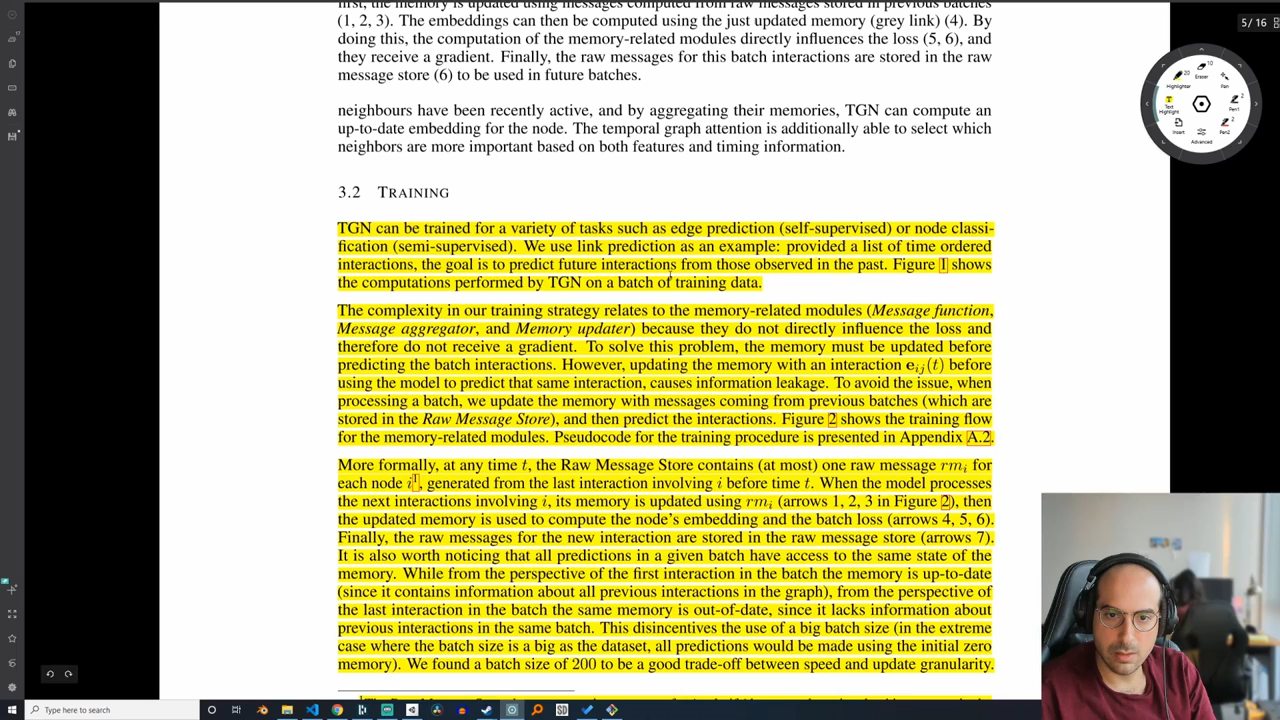 first, the memory is updated using messages computed from raw messages stored in previous batches
(1, 2, 3). The embeddings can then be computed using the just updated memory (grey link) (4). By
doing this, the computation of the memory-related modules directly influences the loss (5, 6), and
they receive a gradient. Finally, the raw messages for this batch interactions are stored in the raw
message store (6) to be used in future batches.
neighbours have been recently active, and by aggregating their memories, TGN can compute an
up-to-date embedding for the node. The temporal graph attention is additionally able to select which
neighbors are more important based on both features and timing information.
3.2 TRAINING
TGN can be trained for a variety of tasks such as edge prediction (self-supervised) or node classi-
fication (semi-supervised). We use link prediction as an example: provided a list of time ordered
interactions, the goal is to predict future interactions from those observed in the past. Figure 1 shows
the computations performed by TGN on a batch of training data.
The complexity in our training strategy relates to the memory-related modules (Message function,
Message aggregator, and Memory updater) because they do not directly influence the loss and
therefore do not receive a gradient. To solve this problem, the memory must be updated before
predicting the batch interactions. However, updating the memory with an interaction eij(t) before
using the model to predict that same interaction, causes information leakage. To avoid the issue, when
processing a batch, we update the memory with messages coming from previous batches (which are
stored in the Raw Message Store), and then predict the interactions. Figure 2 shows the training flow
for the memory-related modules. Pseudocode for the training procedure is presented in Appendix A.2.
More formally, at any time t, the Raw Message Store contains (at most) one raw message rmi for
each node i1, generated from the last interaction involving i before time t. When the model processes
the next interactions involving i, its memory is updated using rmi (arrows 1, 2, 3 in Figure 2), then
the updated memory is used to compute the node's embedding and the batch loss (arrows 4, 5, 6).
Finally, the raw messages for the new interaction are stored in the raw message store (arrows 7).
It is also worth noticing that all predictions in a given batch have access to the same state of the
memory. While from the perspective of the first interaction in the batch the memory is up-to-date
(since it contains information about all previous interactions in the graph), from the perspective of
the last interaction in the batch the same memory is out-of-date, since it lacks information about
previous interactions in the same batch. This disincentives the use of a big batch size (in the extreme
case where the batch size is a big as the dataset, all predictions would be made using the initial zero
memory). We found a batch size of 200 to be a good trade-off between speed and update granularity.
5 / 16
20
Highlighter
10
Eraser
Pen
Text
Highlight
2
Pen1
Insert
2
Pen2
Advanced
Type here to search
SD